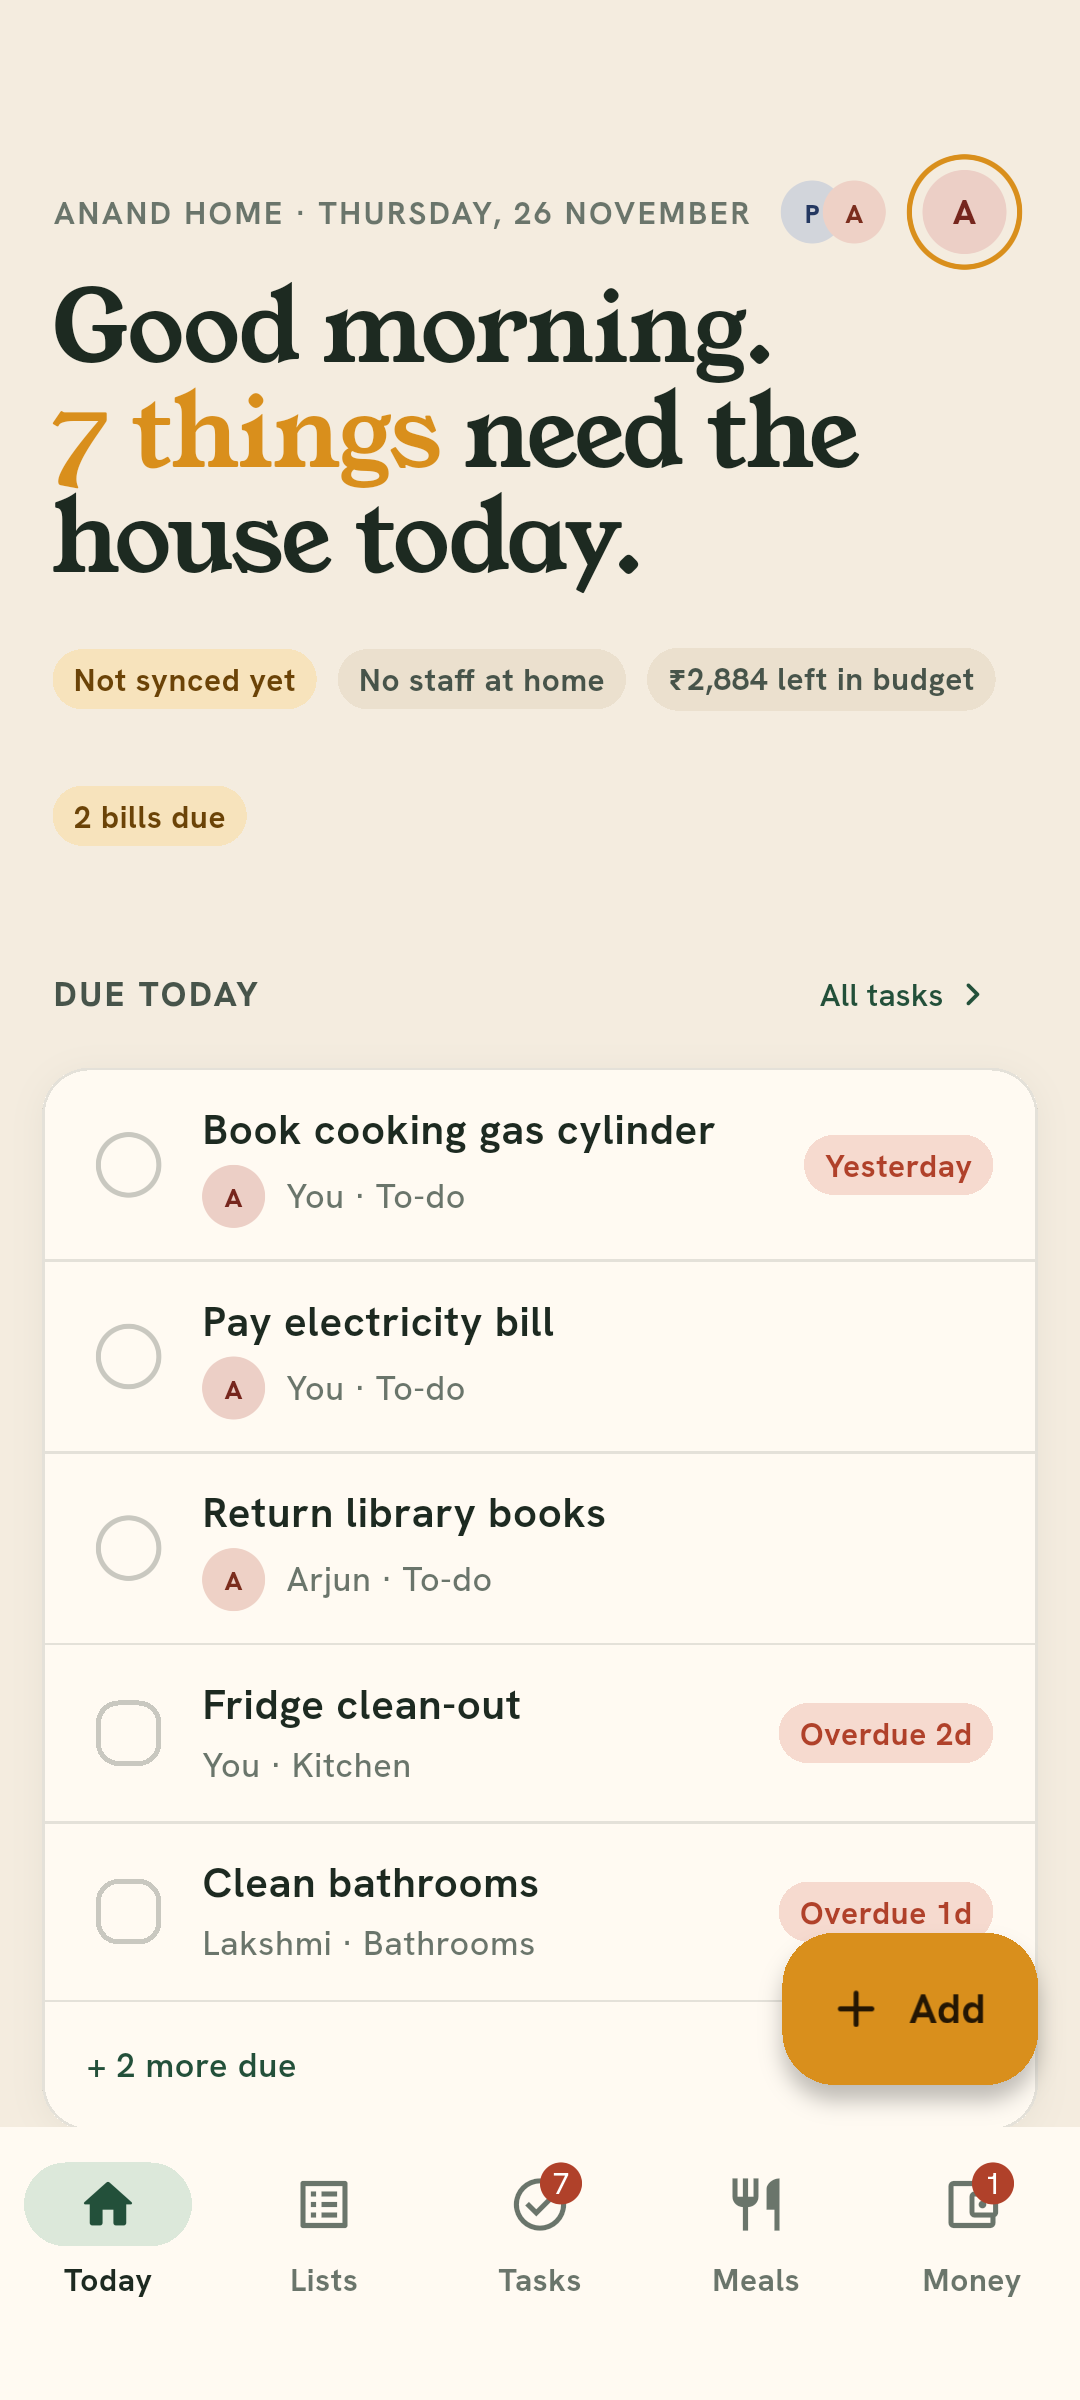 ANAND HOME · THURSDAY, 26 NOVEMBER P A A
Good morning.
7 things need the
house today.
Not synced yet No staff at home ₹2,884 left in budget
2 bills due
DUE TODAY All tasks
Book cooking gas cylinder
Yesterday
A You · To-do
Pay electricity bill
A You · To-do
Return library books
A Arjun · To-do
Fridge clean-out
Overdue 2d
You · Kitchen
Clean bathrooms
Overdue 1d
Lakshmi · Bathrooms
+ Add
+ 2 more due
7 1
Today Lists Tasks Meals Money